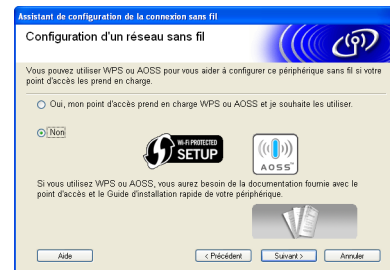 Assistant de configuration de la connexion sans fil
Configuration d'un réseau sans fil
Vous pouvez utiliser WPS ou AOSS pour vous aider à configurer ce périphérique sans fil si votre
point d'accès les prend en charge.
Oui, mon point d'accès prend en charge WPS ou AOSS et je souhaite les utiliser.
Non
WI-FI PROTECTED
SETUP
AOSS™
Si vous utilisez WPS ou AOSS, vous aurez besoin de la documentation fournie avec le
point d'accès et le Guide d'installation rapide de votre périphérique.
Aide
< Précédent
Suivant >
Annuler